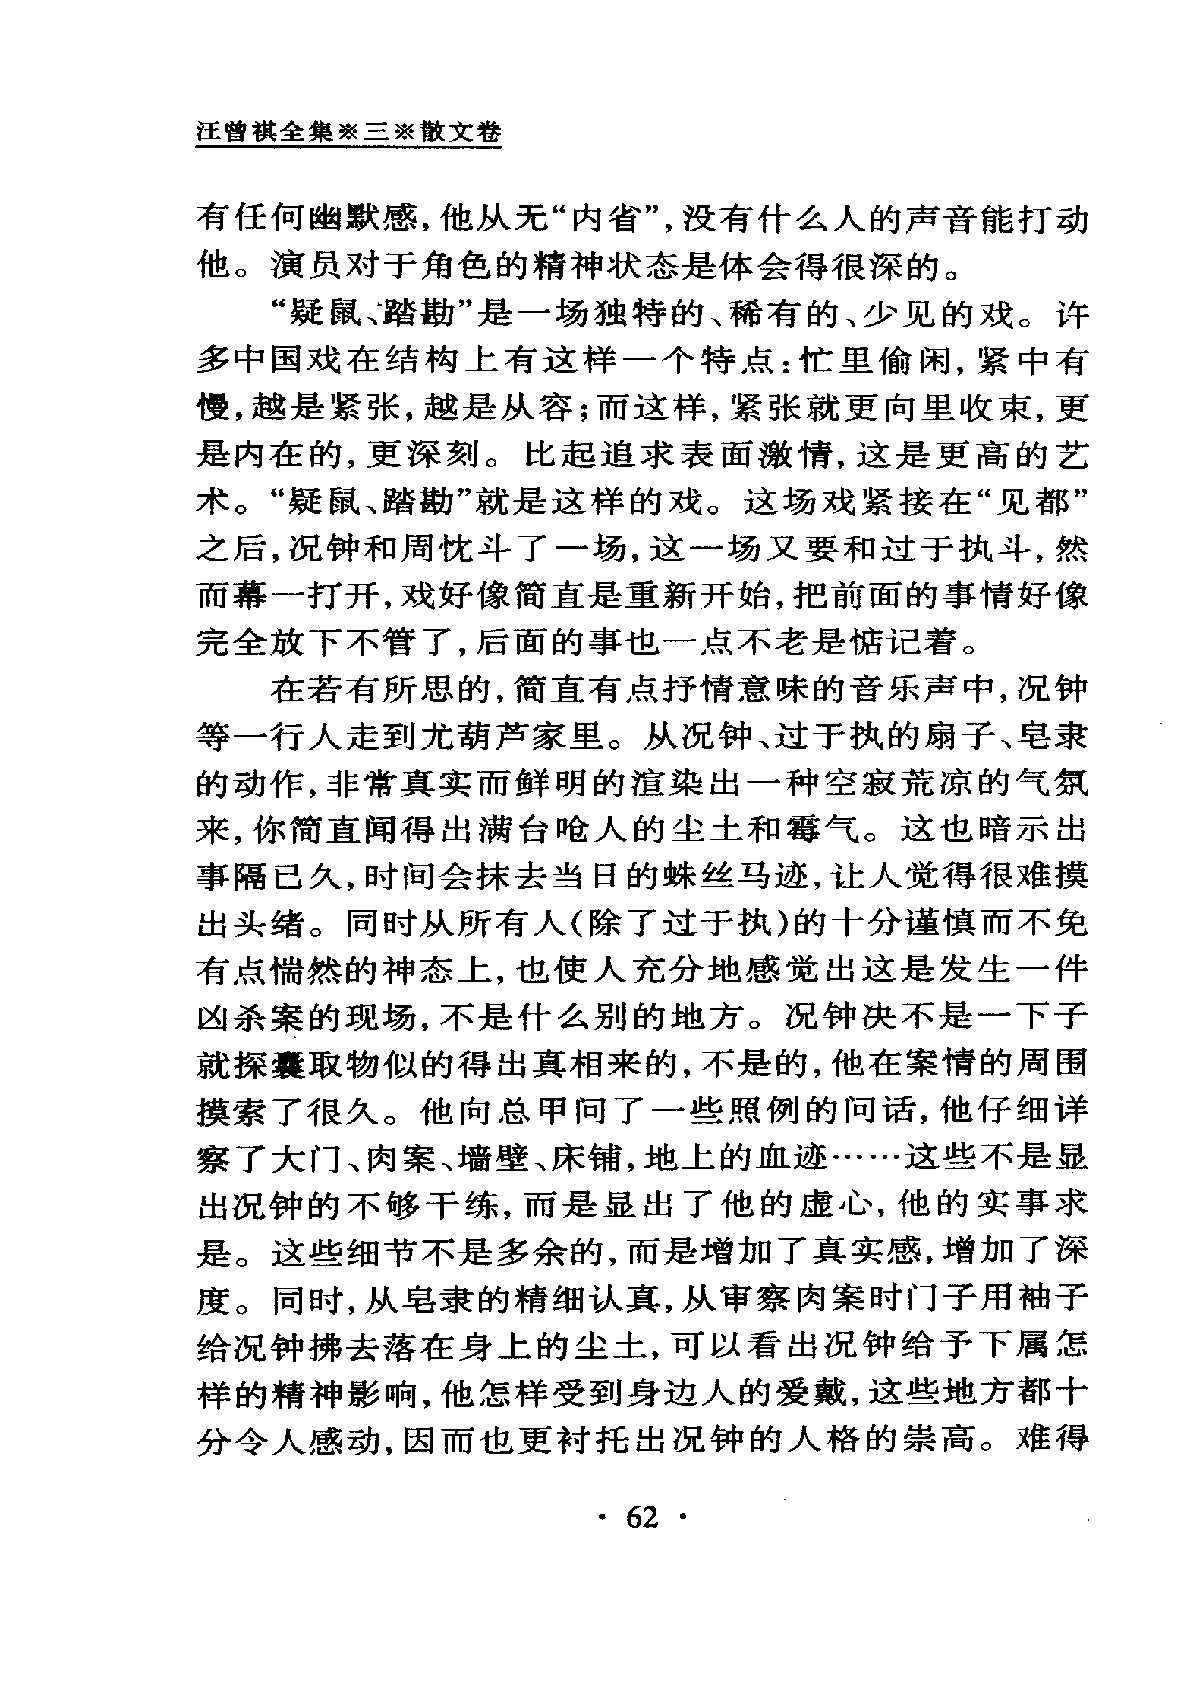 汪曾祺全集※三※散文卷
有任何幽默感,他从无“内省”,没有什么人的声音能打动
他。演员对于角色的精神状态是体会得很深的。
“疑鼠、踏勘”是一场独特的、稀有的、少见的戏。许
多中国戏在结构上有这样一个特点:忙里偷闲,紧中有
慢,越是紧张,越是从容;而这样,紧张就更向里收束,更
是内在的,更深刻。比起追求表面激情,这是更高的艺
术。“疑鼠、踏勘”就是这样的戏。这场戏紧接在“见都”
之后,况钟和周忱斗了一场,这一场又要和过于执斗,然
而幕一打开,戏好像简直是重新开始,把前面的事情好像
完全放下不管了,后面的事也一点不老是惦记着。
在若有所思的,简直有点抒情意味的音乐声中,况钟
等一行人走到尤葫芦家里。从况钟、过于执的扇子、皂隶
的动作,非常真实而鲜明的渲染出一种空寂荒凉的气氛
来,你简直闻得出满台呛人的尘土和霉气。这也暗示出
事隔已久,时间会抹去当日的蛛丝马迹,让人觉得很难摸
出头绪。同时从所有人(除了过于执)的十分谨慎而不免
有点惴然的神态上,也使人充分地感觉出这是发生一件
凶杀案的现场,不是什么别的地方。况钟决不是一下子
就探囊取物似的得出真相来的,不是的,他在案情的周围
摸索了很久。他向总甲问了一些照例的问话,他仔细详
察了大门、肉案、墙壁、床铺,地上的血迹……这些不是显
出况钟的不够干练,而是显出了他的虚心,他的实事求
是。这些细节不是多余的,而是增加了真实感,增加了深
度。同时,从皂隶的精细认真,从审察肉案时门子用袖子
给况钟拂去落在身上的尘土,可以看出况钟给予下属怎
样的精神影响,他怎样受到身边人的爱戴,这些地方都十
分令人感动,因而也更衬托出况钟的人格的崇高。难得
· 62 ·